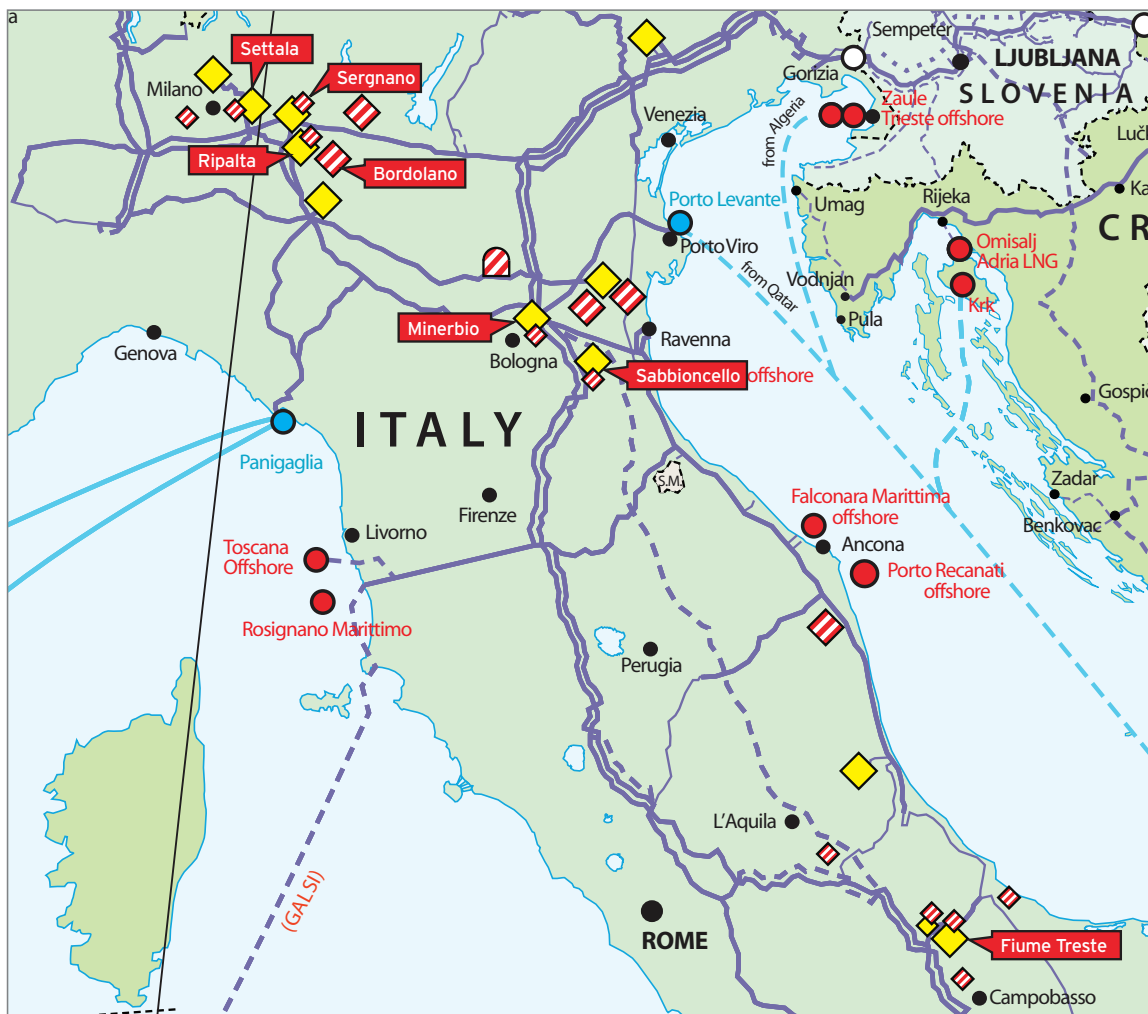 a
Settala
Sempeter
LJUBLJANA
Sergnano
Gorizia
SLOVENIA
Milano
Zaule
Trieste offshore
from Algeria
Venezia
Ripalta
Bordolano
Umag
Rijeka
Porto Levante
CR
Porto Viro
Omisalj
Adria LNG
from Qatar
Vodnjan
Krk
Minerbio
Pula
Genova
Bologna
Ravenna
Sabbioncello offshore
ITALY
Panigaglia
S.M.
Zadar
Firenze
Falconara Marittima
offshore
Benkovac
Livorno
Ancona
Toscana
Offshore
Porto Recanati
offshore
Rosignano Marittimo
Perugia
L'Aquila
(GALSI)
ROME
Fiume Treste
Campobasso